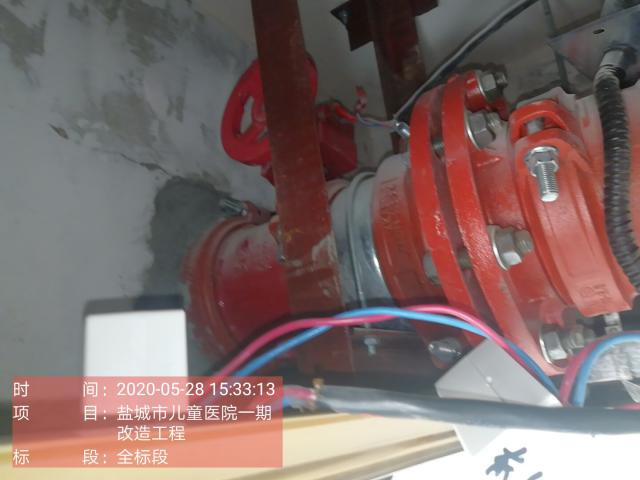 时 间: 2020-05-28 15:33:13
项 目: 盐城市儿童医院一期
改造工程
标 段: 全标段